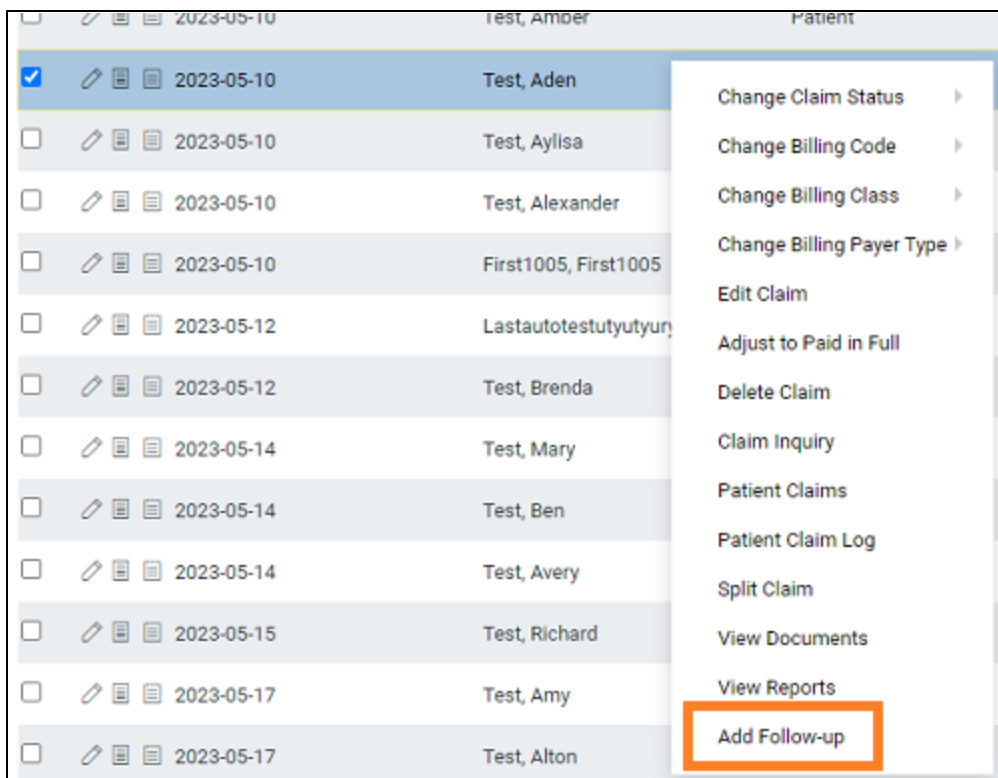 2023-05-10 Test, Amber Patient
2023-05-10 Test, Aden
2023-05-10 Test, Aylisa
2023-05-10 Test, Alexander
2023-05-10 First1005, First1005
2023-05-12 Lastautotestutyutyury
2023-05-12 Test, Brenda
2023-05-14 Test, Mary
2023-05-14 Test, Ben
2023-05-14 Test, Avery
2023-05-15 Test, Richard
2023-05-17 Test, Amy
2023-05-17 Test, Alton
Change Claim Status
Change Billing Code
Change Billing Class
Change Billing Payer Type
Edit Claim
Adjust to Paid in Full
Delete Claim
Claim Inquiry
Patient Claims
Patient Claim Log
Split Claim
View Documents
View Reports
Add Follow-up